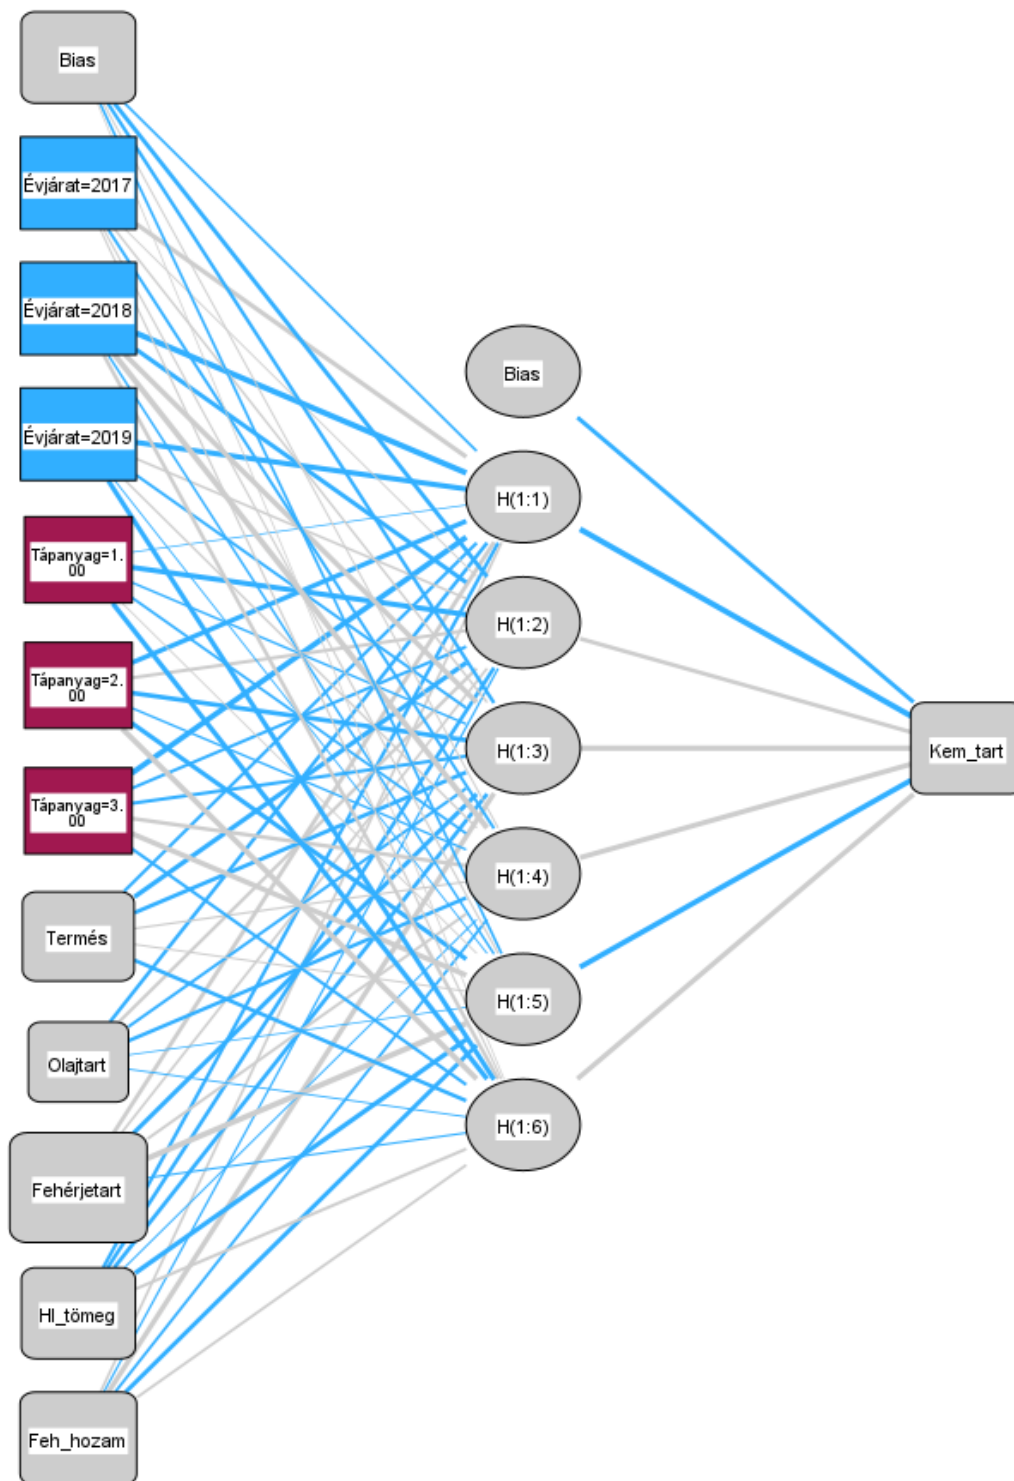 Bias
Évjárat=2017
Évjárat=2018
Évjárat=2019
Tápanyag=1.
00
Tápanyag=2.
00
Tápanyag=3.
00
Termés
Olajtart
Fehérjetart
Hl_tömeg
Feh_hozam
Bias
H(1:1)
H(1:2)
H(1:3)
H(1:4)
H(1:5)
H(1:6)
Kem_tart